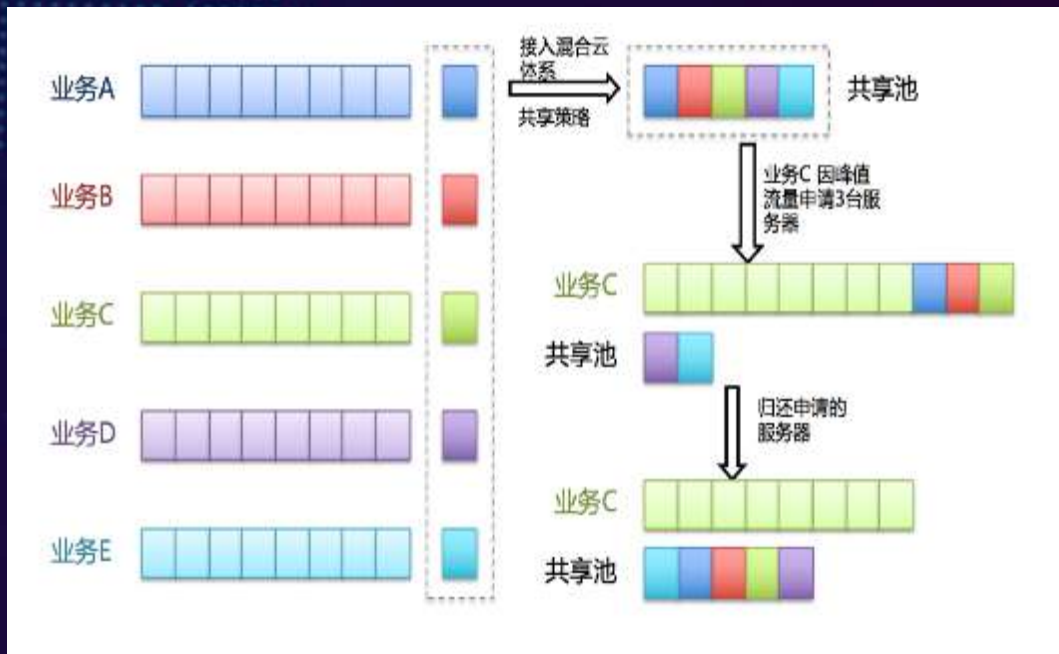 业务A
业务B
业务C
业务D
业务E
接入混合云
体系
共享策略
共享池
业务C 因峰值
流量申请3台服
务器
业务C
共享池
归还申请的
服务器
业务C
共享池